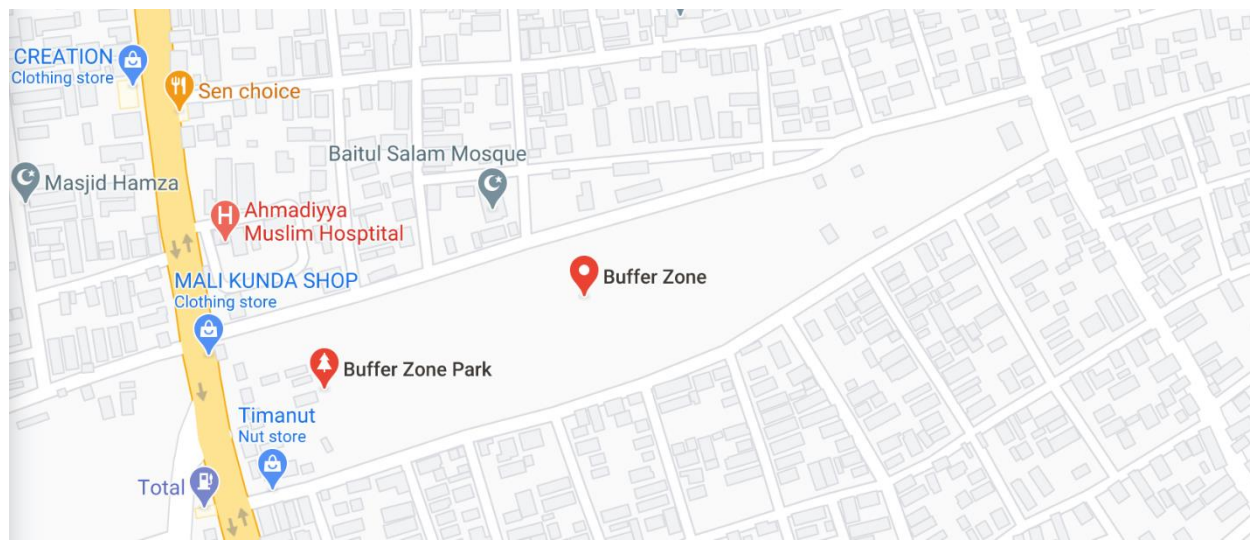 CREATION
Clothing store
Sen choice
Baitul Salam Mosque
Masjid Hamza
Ahmadiyya
Muslim Hosptital
H
MALI KUNDA SHOP
Clothing store
Buffer Zone
Buffer Zone Park
Timanut
Nut store
Total